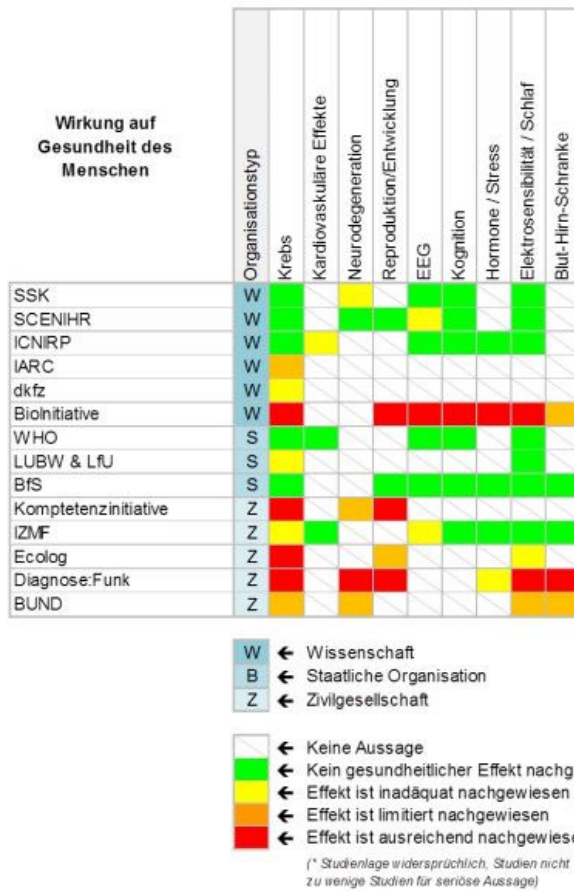 Wirkung auf
Gesundheit des
Menschen
Organisationstyp
Krebs
Kardiovaskuläre Effekte
Neurodegeneration
Reproduktion/Entwicklung
EEG
Kognition
Hormone / Stress
Elektrosensibilität / Schlaf
Blut-Hirn-Schranke
SSK W
SCENIHR W
ICNIRP W
IARC W
dkfz W
BioInitiative W
WHO S
LUBW & LfU S
BfS S
Komptetenzinitiative Z
IZMF Z
Ecolog Z
Diagnose:Funk Z
BUND Z
W ← Wissenschaft
B ← Staatliche Organisation
Z ← Zivilgesellschaft
← Keine Aussage
← Kein gesundheitlicher Effekt nachg
← Effekt ist inadäquat nachgewiesen
← Effekt ist limitiert nachgewiesen
← Effekt ist ausreichend nachgewiese
(* Studienlage widersprüchlich, Studien nicht
zu wenige Studien für seriöse Aussage)